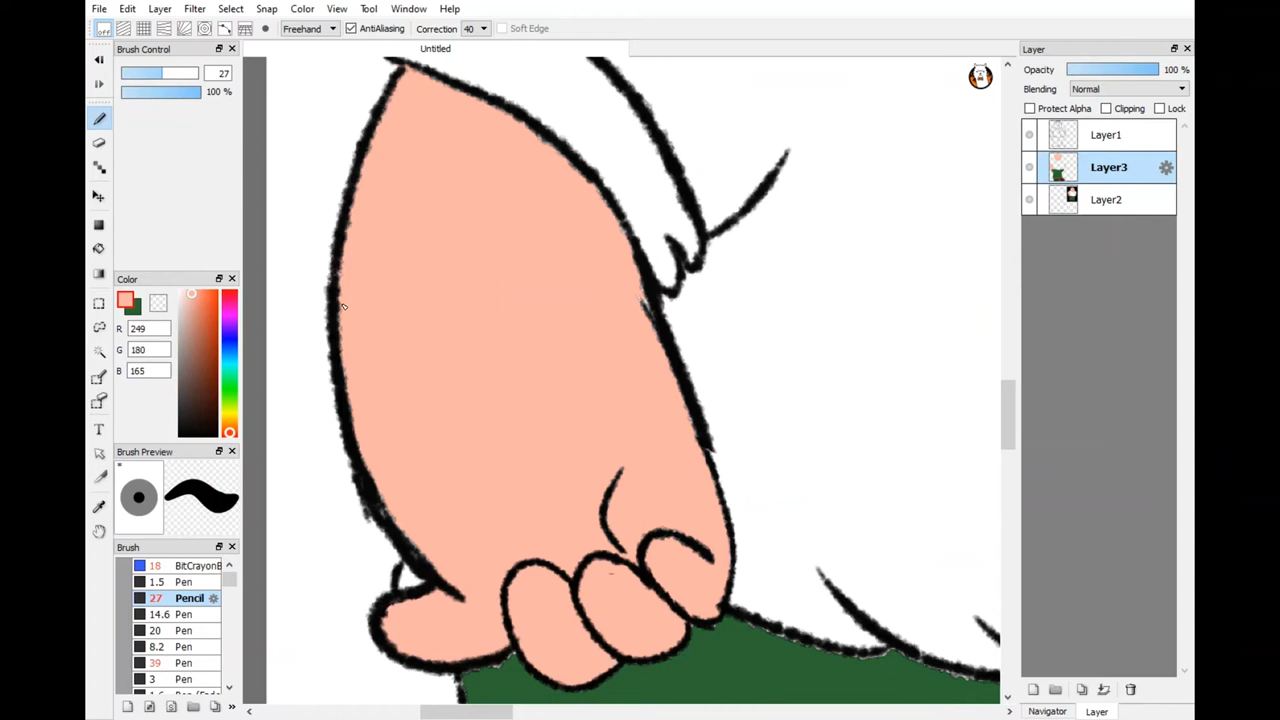 File Edit Layer Filter Select Snap Color View Tool Window Help
off Freehand AntiAliasing Correction 40 Soft Edge
Brush Control
Untitled
Layer
27
100 %
Opacity 100 %
Blending Normal
Protect Alpha Clipping Lock
Layer1
Layer3
Layer2
Color
R 249
G 180
B 165
T
Brush Preview
*
Brush
18 BitCrayonB
1.5 Pen
27 Pencil
14.6 Pen
20 Pen
8.2 Pen
39 Pen
3 Pen
Navigator Layer